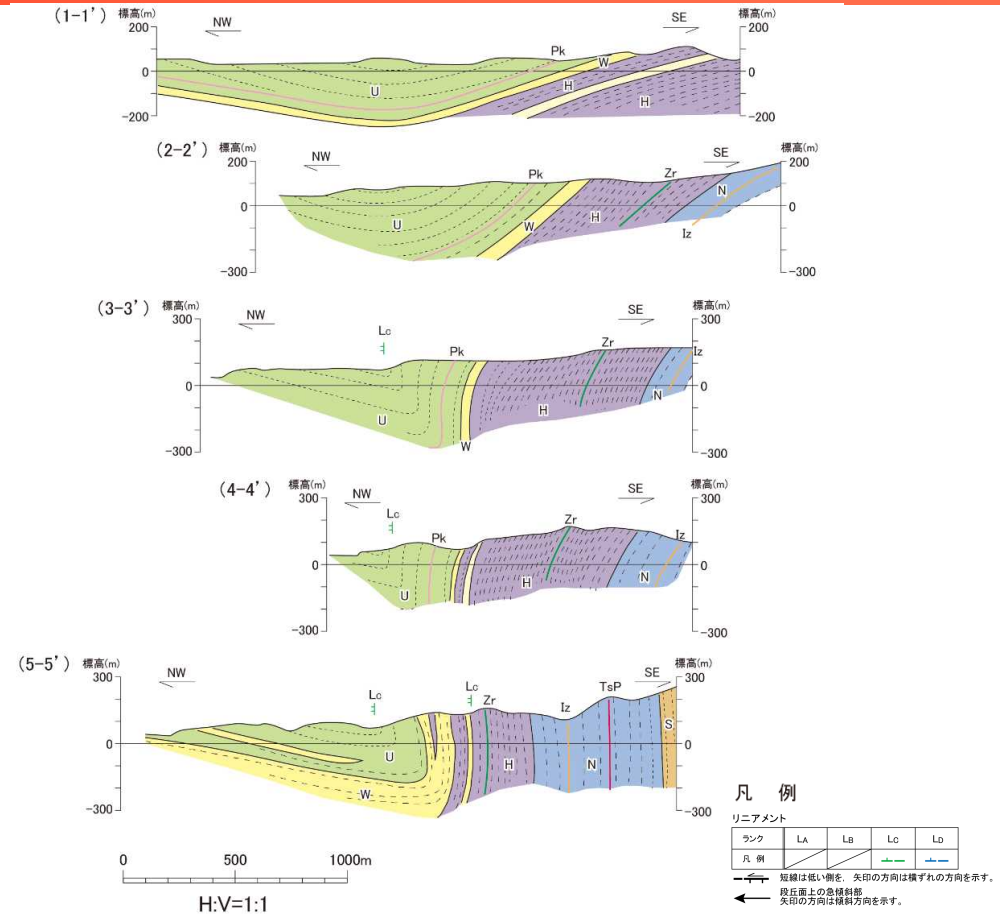 (1-1')
標高(m)
NW
SE
標高(m)
200
0
-200
200
0
-200
Pk
W
U
H
H
(2-2')
標高(m)
NW
SE
標高(m)
200
0
-300
200
0
-300
Pk
Zr
N
U
W
H
Iz
(3-3')
標高(m)
NW
SE
標高(m)
300
0
-300
300
0
-300
Lc
Pk
Zr
Iz
U
W
H
N
(4-4')
標高(m)
NW
SE
標高(m)
300
0
-300
300
0
-300
Lc
Pk
Zr
Iz
U
H
N
(5-5')
標高(m)
NW
SE
標高(m)
300
0
-300
300
0
-300
Lc
Lc
Zr
Iz
TsP
S
U
W
H
N
0 500 1000m
H:V=1:1
凡 例
リニアメント
ランク LA LB LC LD
凡 例
短線は低い側を, 矢印の方向は横ずれの方向を示す。
段丘面上の急傾斜部
矢印の方向は傾斜方向を示す。